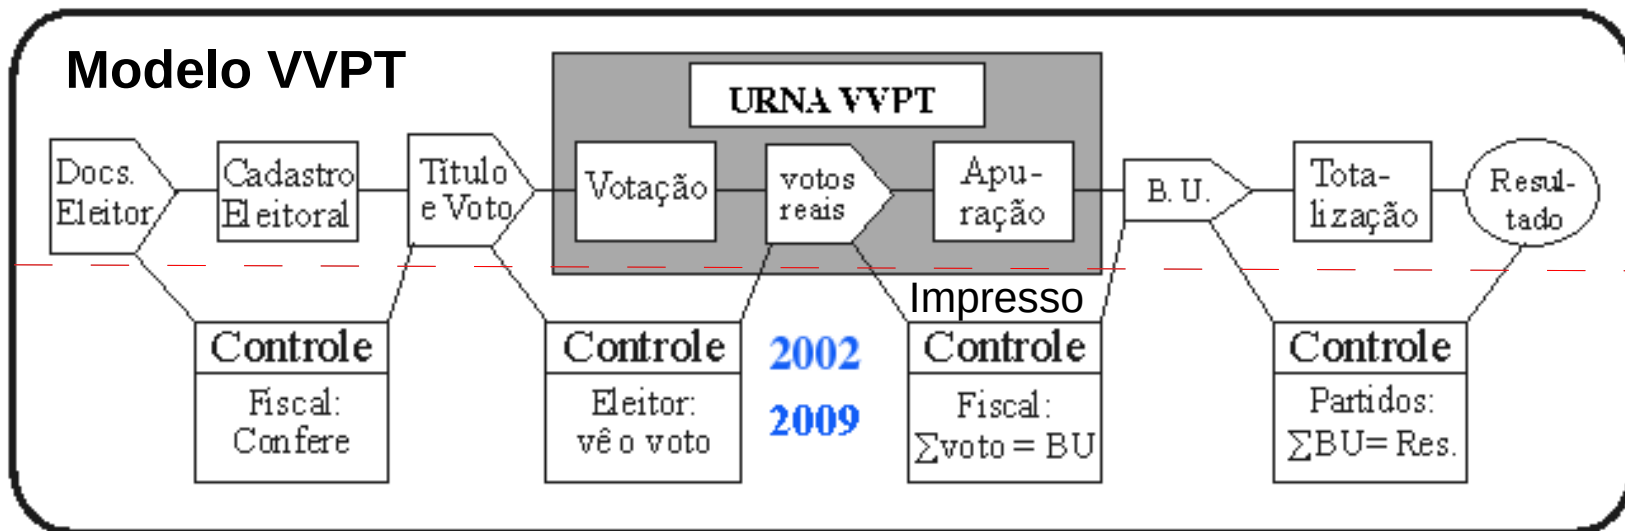 Modelo VVPT
URNA VVPT
Docs.
Eleitor
Cadastro
Eleitoral
Título
e Voto
Votação
votos
reais
Apu-
ração
B. U.
Tota-
lização
Resul-
tado
Impresso
Controle
Fiscal:
Confere
Controle
Eleitor:
vê o voto
2002
2009
Controle
Fiscal:
∑voto = BU
Controle
Partidos:
∑BU= Res.